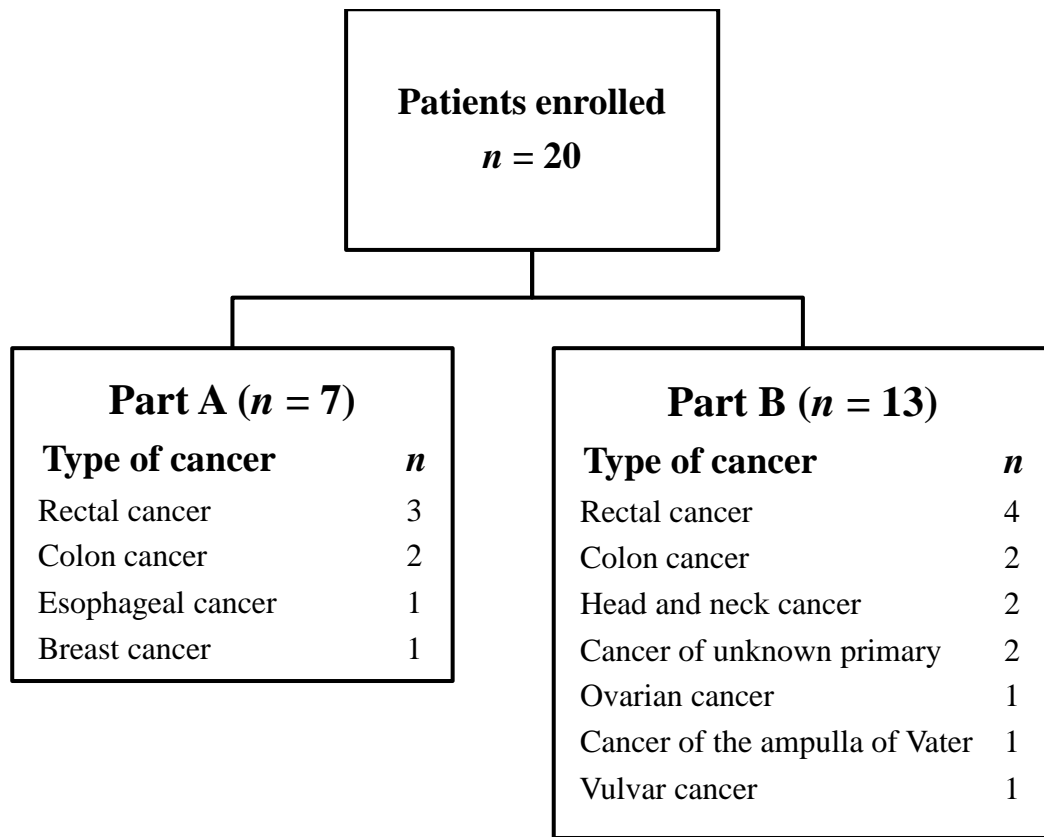 Patients enrolled
n = 20
Part A (n = 7)
Type of cancer n
Rectal cancer 3
Colon cancer 2
Esophageal cancer 1
Breast cancer 1
Part B (n = 13)
Type of cancer n
Rectal cancer 4
Colon cancer 2
Head and neck cancer 2
Cancer of unknown primary 2
Ovarian cancer 1
Cancer of the ampulla of Vater 1
Vulvar cancer 1